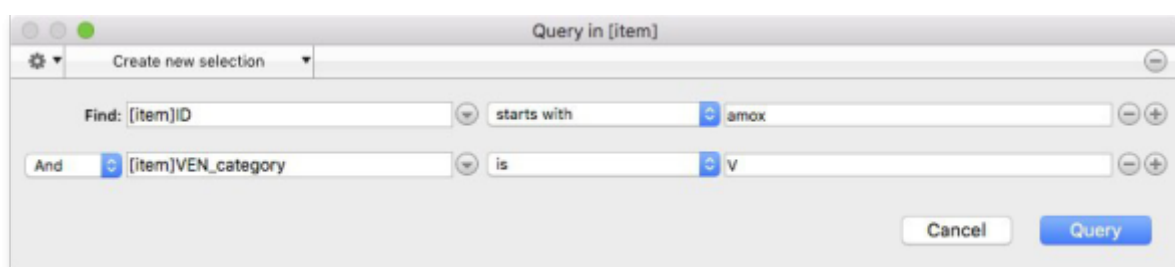 Query in [item]
Create new selection
Find: [item]ID starts with amox
And [item]VEN_category is V
Cancel Query